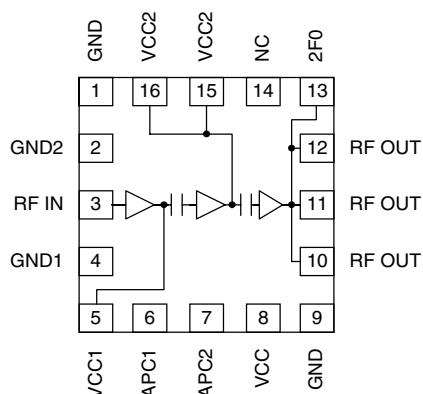 GND
VCC2
VCC2
NC
2F0
1
16
15
14
13
GND2
2
12
RF OUT
RF IN
3
11
RF OUT
GND1
4
10
RF OUT
5
6
7
8
9
VCC1
APC1
APC2
VCC
GND